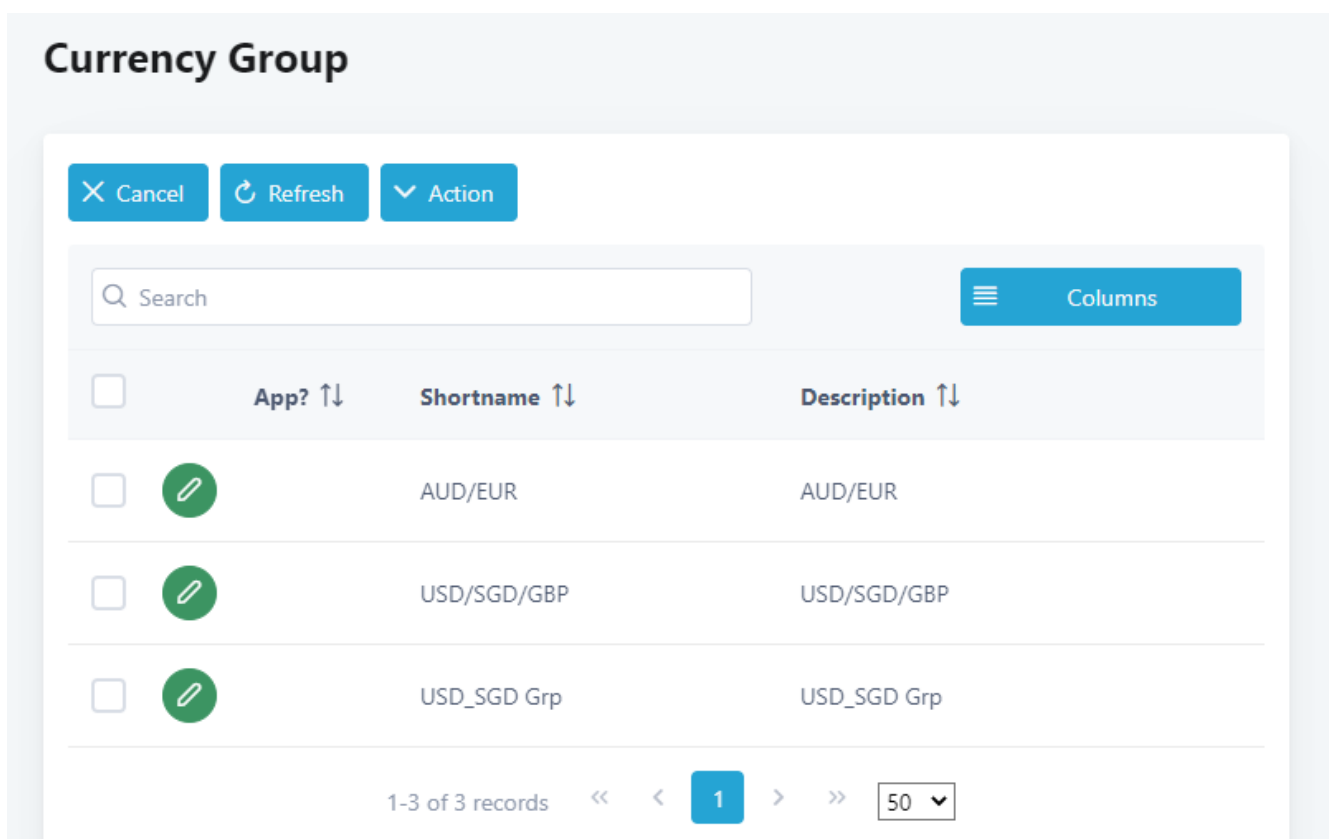 Currency Group
Cancel Refresh Action
Search Columns
App? Shortname Description
AUD/EUR AUD/EUR
USD/SGD/GBP USD/SGD/GBP
USD_SGD Grp USD_SGD Grp
1-3 of 3 records « < 1 > » 50